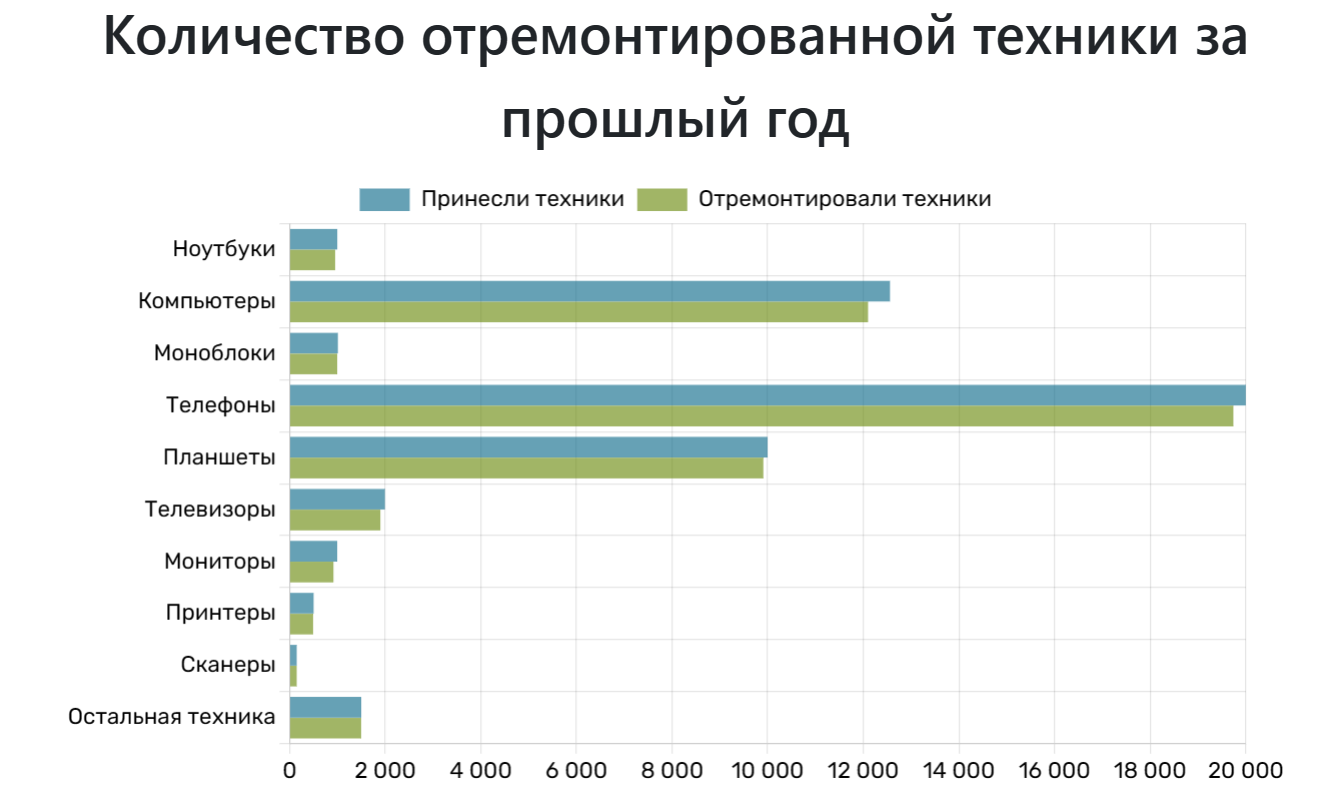 Количество отремонтированной техники за
прошлый год
Принесли техники Отремонтировали техники
Ноутбуки
Компьютеры
Моноблоки
Телефоны
Планшеты
Телевизоры
Мониторы
Принтеры
Сканеры
Остальная техника
0 2 000 4 000 6 000 8 000 10 000 12 000 14 000 16 000 18 000 20 000